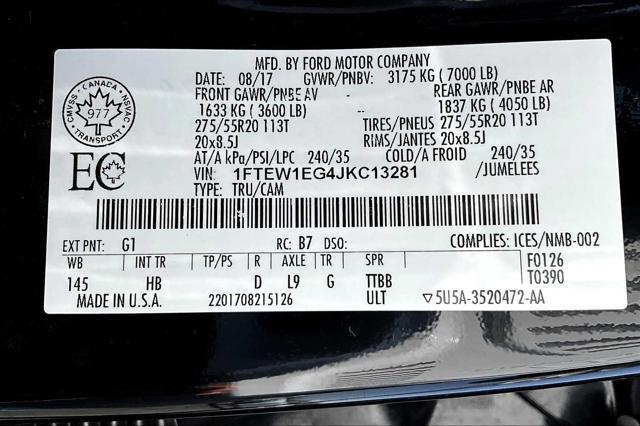 MFD. BY FORD MOTOR COMPANY
DATE: 08/17 GVWR/PNBV: 3175 KG ( 7000 LB)
FRONT GAWR/PNBE AV REAR GAWR/PNBE AR
1633 KG ( 3600 LB) 1837 KG ( 4050 LB)
275/55R20 113T TIRES/PNEUS 275/55R20 113T
20x8.5J RIMS/JANTES 20x8.5J
AT/A kPa/PSI/LPC 240/35 COLD/A FROID 240/35
VIN: 1FTEW1EG4JKC13281 /JUMELEES
TYPE: TRU/CAM
CANADA
CMVSS NSVAC
977
TRANSPORT
EC
EXT PNT: G1 RC: B7 DSO: COMPLIES: ICES/NMB-002
WB INT TR TP/PS R AXLE TR SPR F0126
145 HB D L9 G TTBB T0390
MADE IN U.S.A. 2201708215126 ULT ▽5U5A-3520472-AA